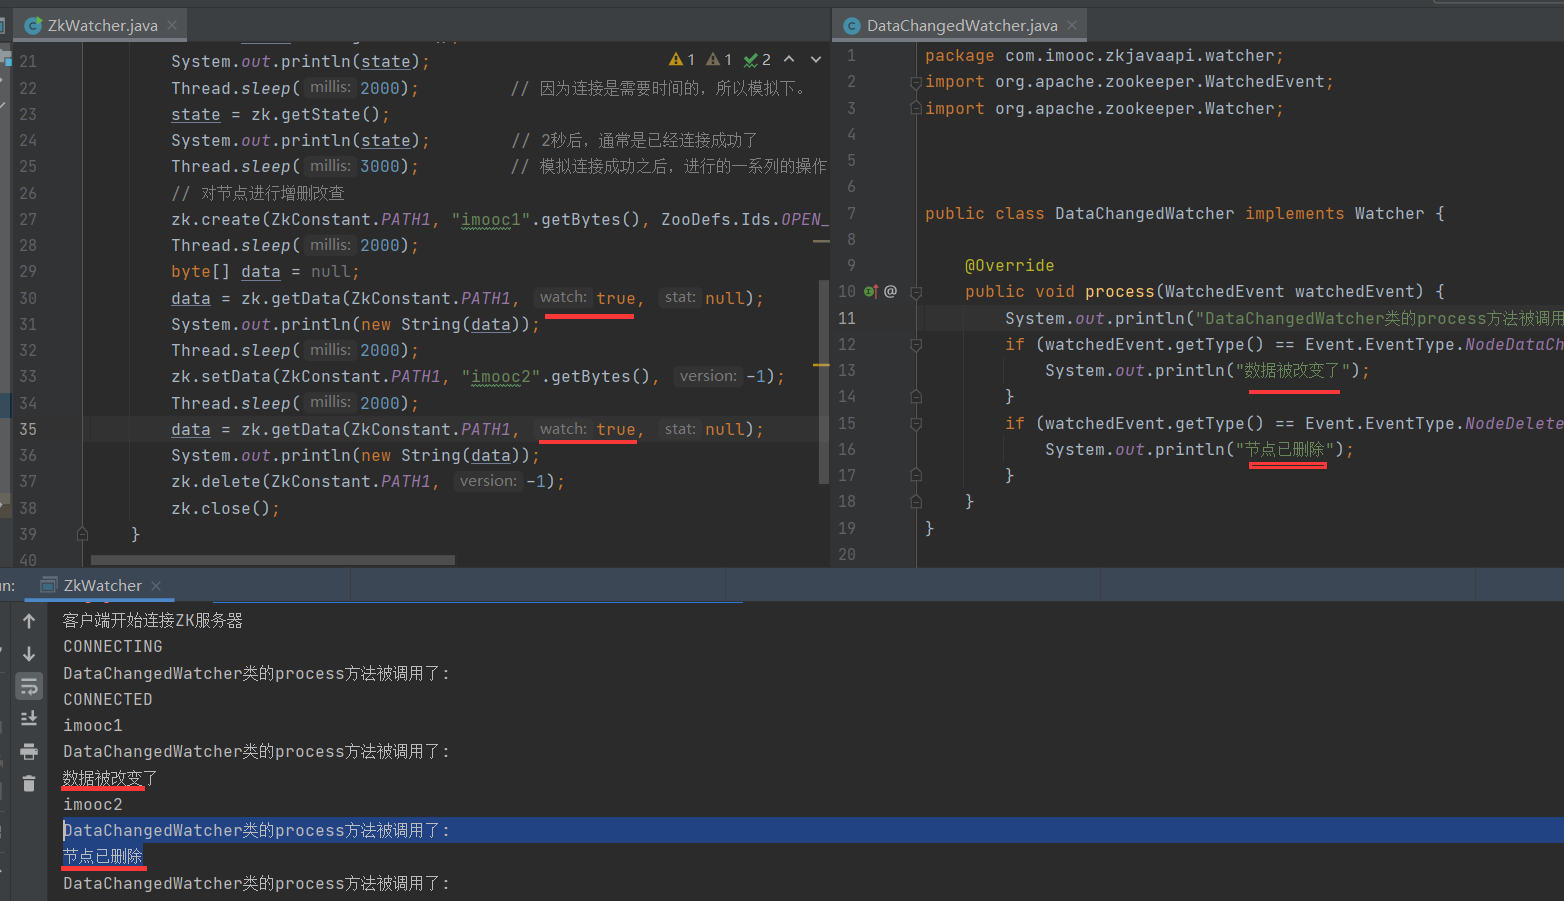 ZkWatcher.java
21 System.out.println(state);
22 Thread.sleep( millis: 2000); // 因为连接是需要时间的，所以模拟下。
23 state = zk.getState();
24 System.out.println(state); // 2秒后，通常是已经连接成功了
25 Thread.sleep( millis: 3000); // 模拟连接成功之后，进行的一系列的操作
26 // 对节点进行增删改查
27 zk.create(ZkConstant.PATH1, "imooc1".getBytes(), ZooDefs.Ids.OPEN_
28 Thread.sleep( millis: 2000);
29 byte[] data = null;
30 data = zk.getData(ZkConstant.PATH1, watch: true, stat: null);
31 System.out.println(new String(data));
32 Thread.sleep( millis: 2000);
33 zk.setData(ZkConstant.PATH1, "imooc2".getBytes(), version: -1);
34 Thread.sleep( millis: 2000);
35 data = zk.getData(ZkConstant.PATH1, watch: true, stat: null);
36 System.out.println(new String(data));
37 zk.delete(ZkConstant.PATH1, version: -1);
38 zk.close();
39 }
40
1 1 2
DataChangedWatcher.java
1 package com.imooc.zkjavaapi.watcher;
2 import org.apache.zookeeper.WatchedEvent;
3 import org.apache.zookeeper.Watcher;
4
5
6
7 public class DataChangedWatcher implements Watcher {
8
9 @Override
10 public void process(WatchedEvent watchedEvent) {
11 System.out.println("DataChangedWatcher类的process方法被调用
12 if (watchedEvent.getType() == Event.EventType.NodeDataCh
13 System.out.println("数据被改变了");
14 }
15 if (watchedEvent.getType() == Event.EventType.NodeDelete
16 System.out.println("节点已删除");
17 }
18 }
19 }
20
un: ZkWatcher
客户端开始连接ZK服务器
CONNECTING
DataChangedWatcher类的process方法被调用了:
CONNECTED
imooc1
DataChangedWatcher类的process方法被调用了:
数据被改变了
imooc2
DataChangedWatcher类的process方法被调用了:
节点已删除
DataChangedWatcher类的process方法被调用了: